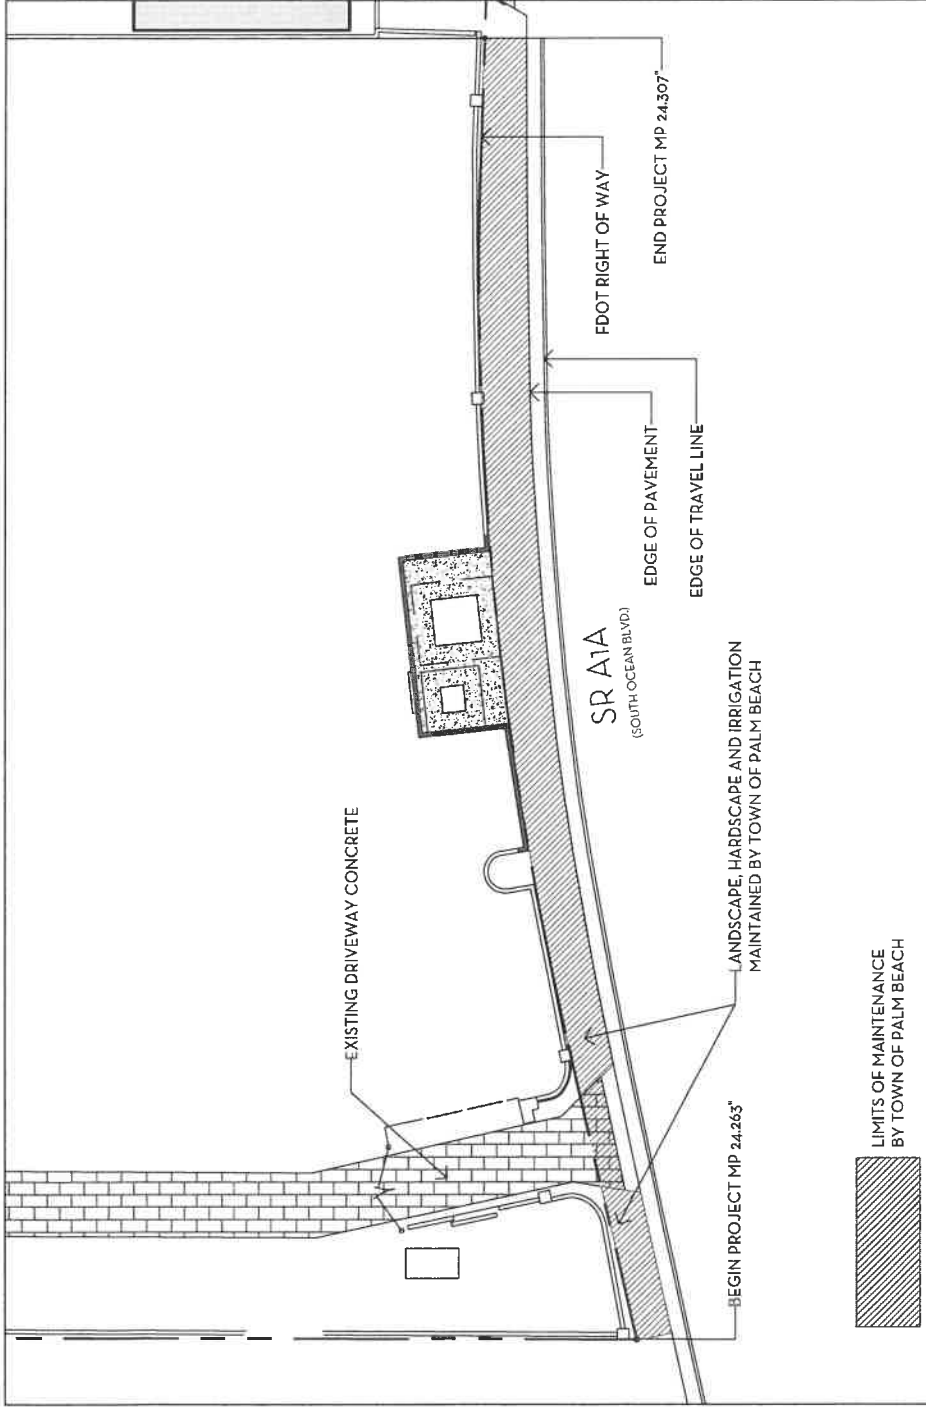 EXISTING DRIVEWAY CONCRETE
FDOT RIGHT OF WAY
END PROJECT MP 24.307"
EDGE OF PAVEMENT
EDGE OF TRAVEL LINE
SR A1A
(SOUTH OCEAN BLVD.)
LANDSCAPE, HARDSCAPE AND IRRIGATION
MAINTAINED BY TOWN OF PALM BEACH
BEGIN PROJECT MP 24.263"
LIMITS OF MAINTENANCE
BY TOWN OF PALM BEACH